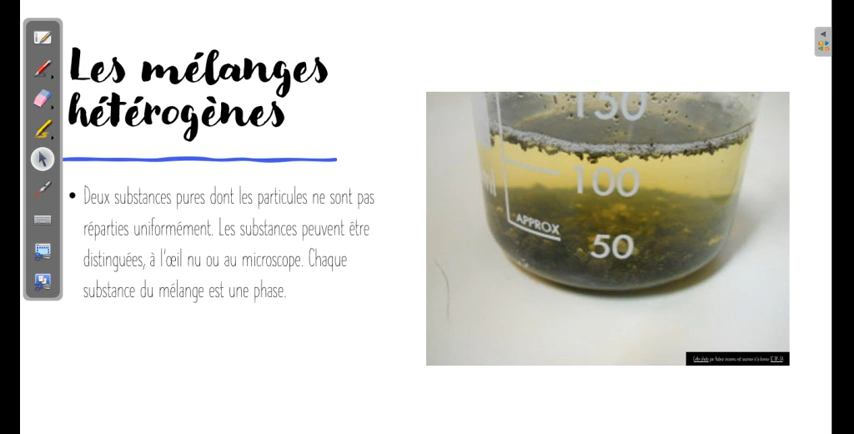 Les mélanges
hétérogènes
• Deux substances pures dont les particules ne sont pas
réparties uniformément. Les substances peuvent être
distinguées, à l'œil nu ou au microscope. Chaque
substance du mélange est une phase.
150
100
ml
APPROX
50